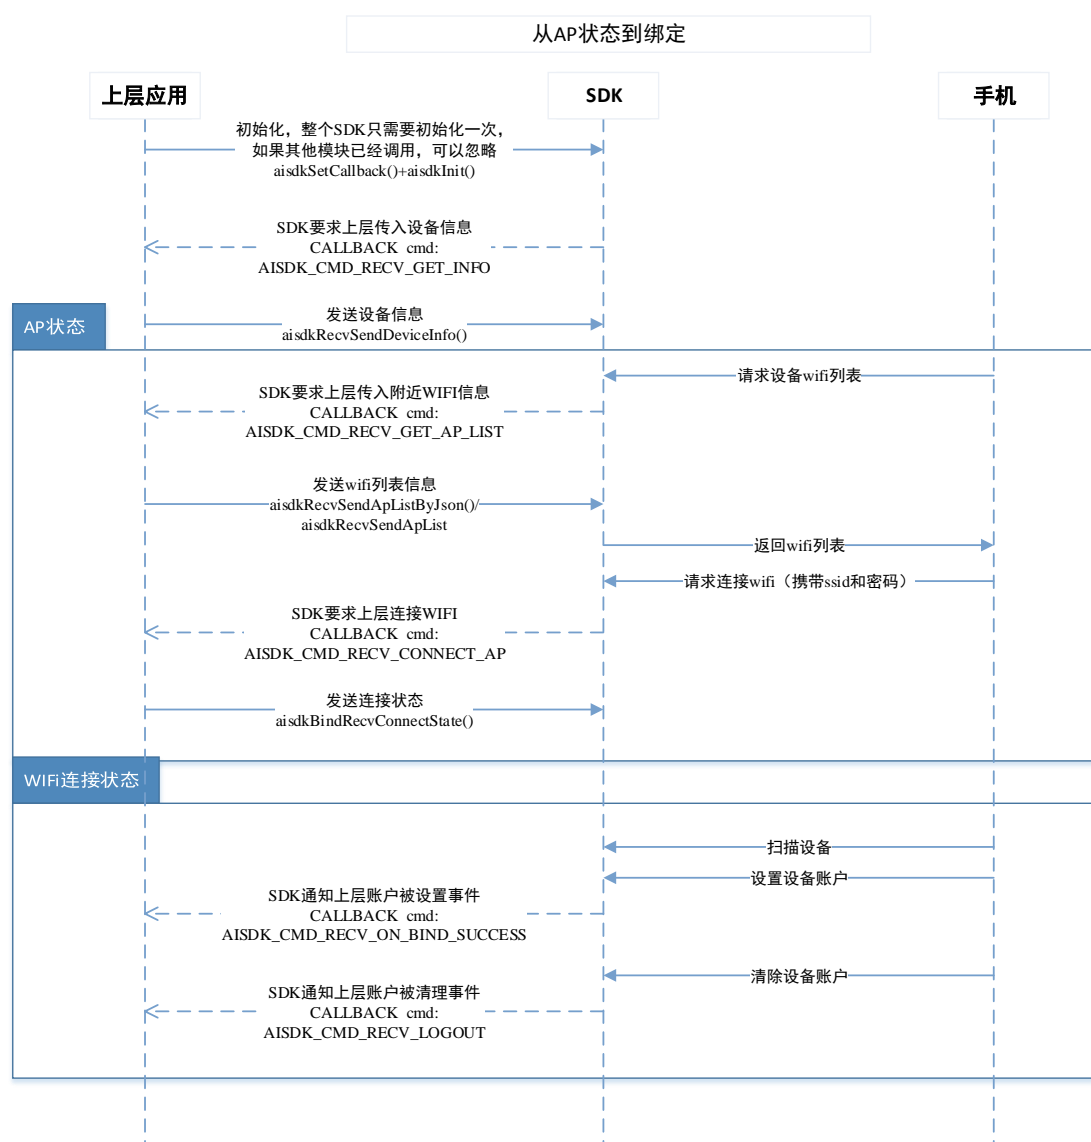 从AP状态到绑定
上层应用
SDK
手机
初始化，整个SDK只需要初始化一次，
如果其他模块已经调用，可以忽略
aisdkSetCallback()+aisdkInit()
SDK要求上层传入设备信息
CALLBACK cmd:
AISDK_CMD_RECV_GET_INFO
AP状态
发送设备信息
aisdkRecvSendDeviceInfo()
请求设备wifi列表
SDK要求上层传入附近WIFI信息
CALLBACK cmd:
AISDK_CMD_RECV_GET_AP_LIST
发送wifi列表信息
aisdkRecvSendApListByJson()/
aisdkRecvSendApList
返回wifi列表
请求连接wifi（携带ssid和密码）
SDK要求上层连接WIFI
CALLBACK cmd:
AISDK_CMD_RECV_CONNECT_AP
发送连接状态
aisdkBindRecvConnectState()
WIFi连接状态
扫描设备
设置设备账户
SDK通知上层账户被设置事件
CALLBACK cmd:
AISDK_CMD_RECV_ON_BIND_SUCCESS
清除设备账户
SDK通知上层账户被清理事件
CALLBACK cmd:
AISDK_CMD_RECV_LOGOUT